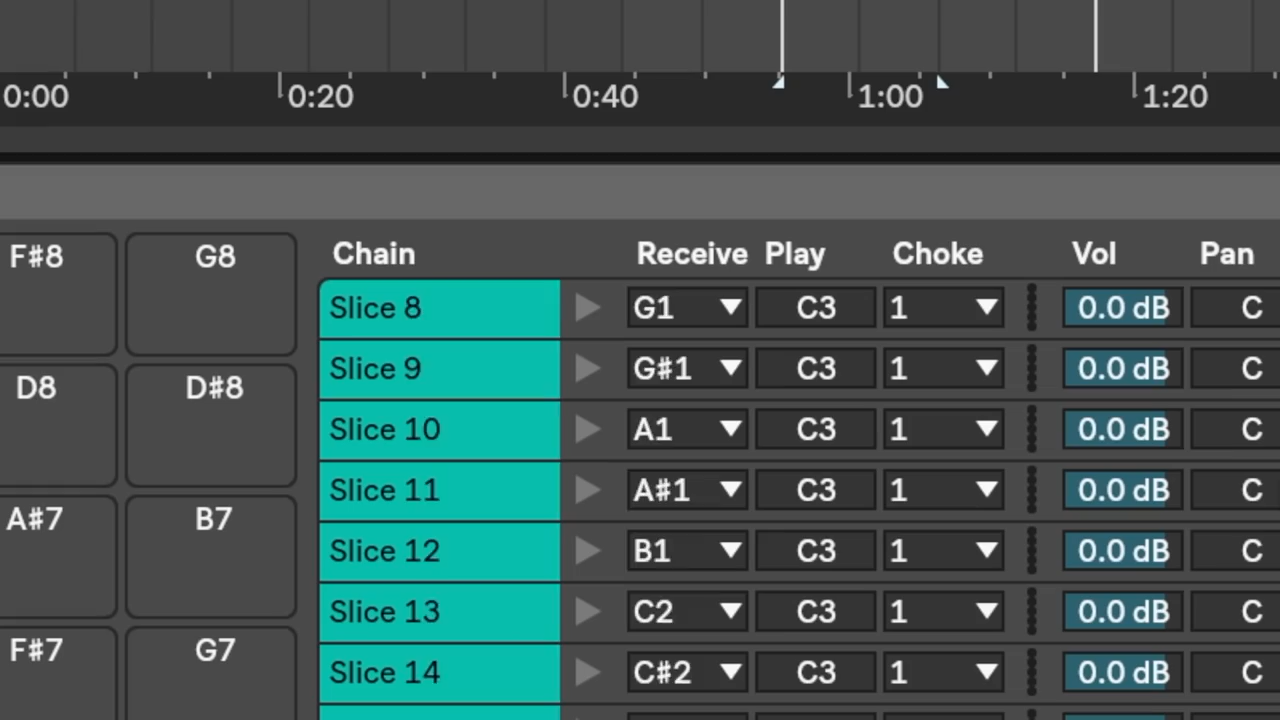 0:00 0:20 0:40 1:00 1:20
F#8 G8 Chain Receive Play Choke Vol Pan
Slice 8 G1 C3 1 0.0 dB C
Slice 9 G#1 C3 1 0.0 dB C
D8 D#8
Slice 10 A1 C3 1 0.0 dB C
Slice 11 A#1 C3 1 0.0 dB C
A#7 B7
Slice 12 B1 C3 1 0.0 dB C
Slice 13 C2 C3 1 0.0 dB C
F#7 G7
Slice 14 C#2 C3 1 0.0 dB C